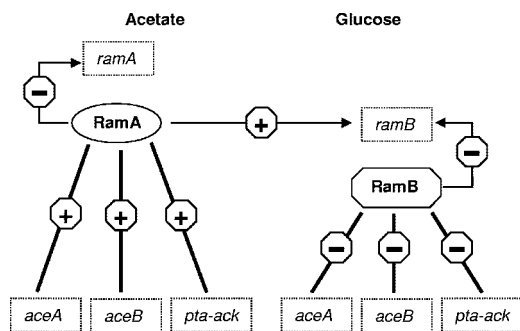 Acetate Glucose
ramA
RamA
+
ramB
RamB
+ + +
aceA aceB pta-ack aceA aceB pta-ack